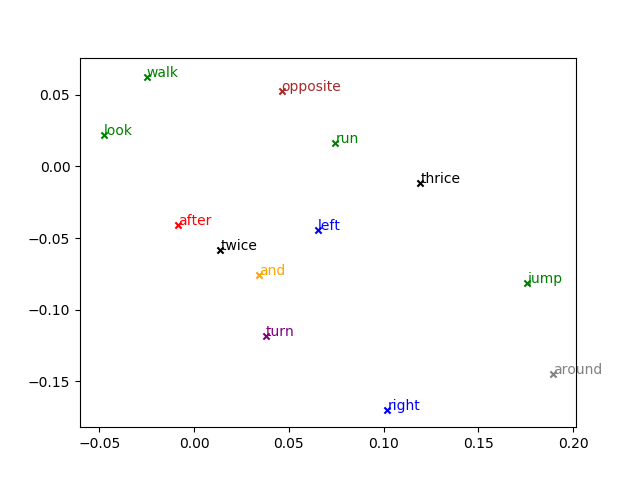 walk
opposite
0.05
look
run
0.00
thrice
after
left
−0.05
twice
and
jump
−0.10
turn
around
−0.15
right
−0.05
0.00
0.05
0.10
0.15
0.20